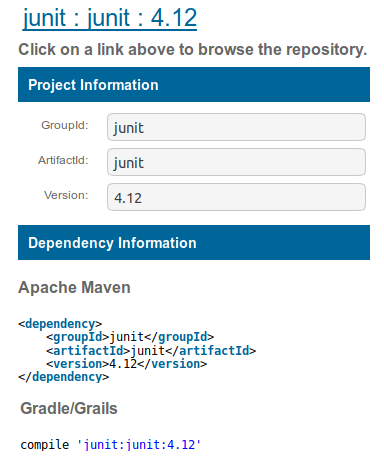 junit : junit : 4.12
Click on a link above to browse the repository.
Project Information
GroupId: junit
ArtifactId: junit
Version: 4.12
Dependency Information
Apache Maven
<dependency>
    <groupId>junit</groupId>
    <artifactId>junit</artifactId>
    <version>4.12</version>
</dependency>
Gradle/Grails
compile 'junit:junit:4.12'